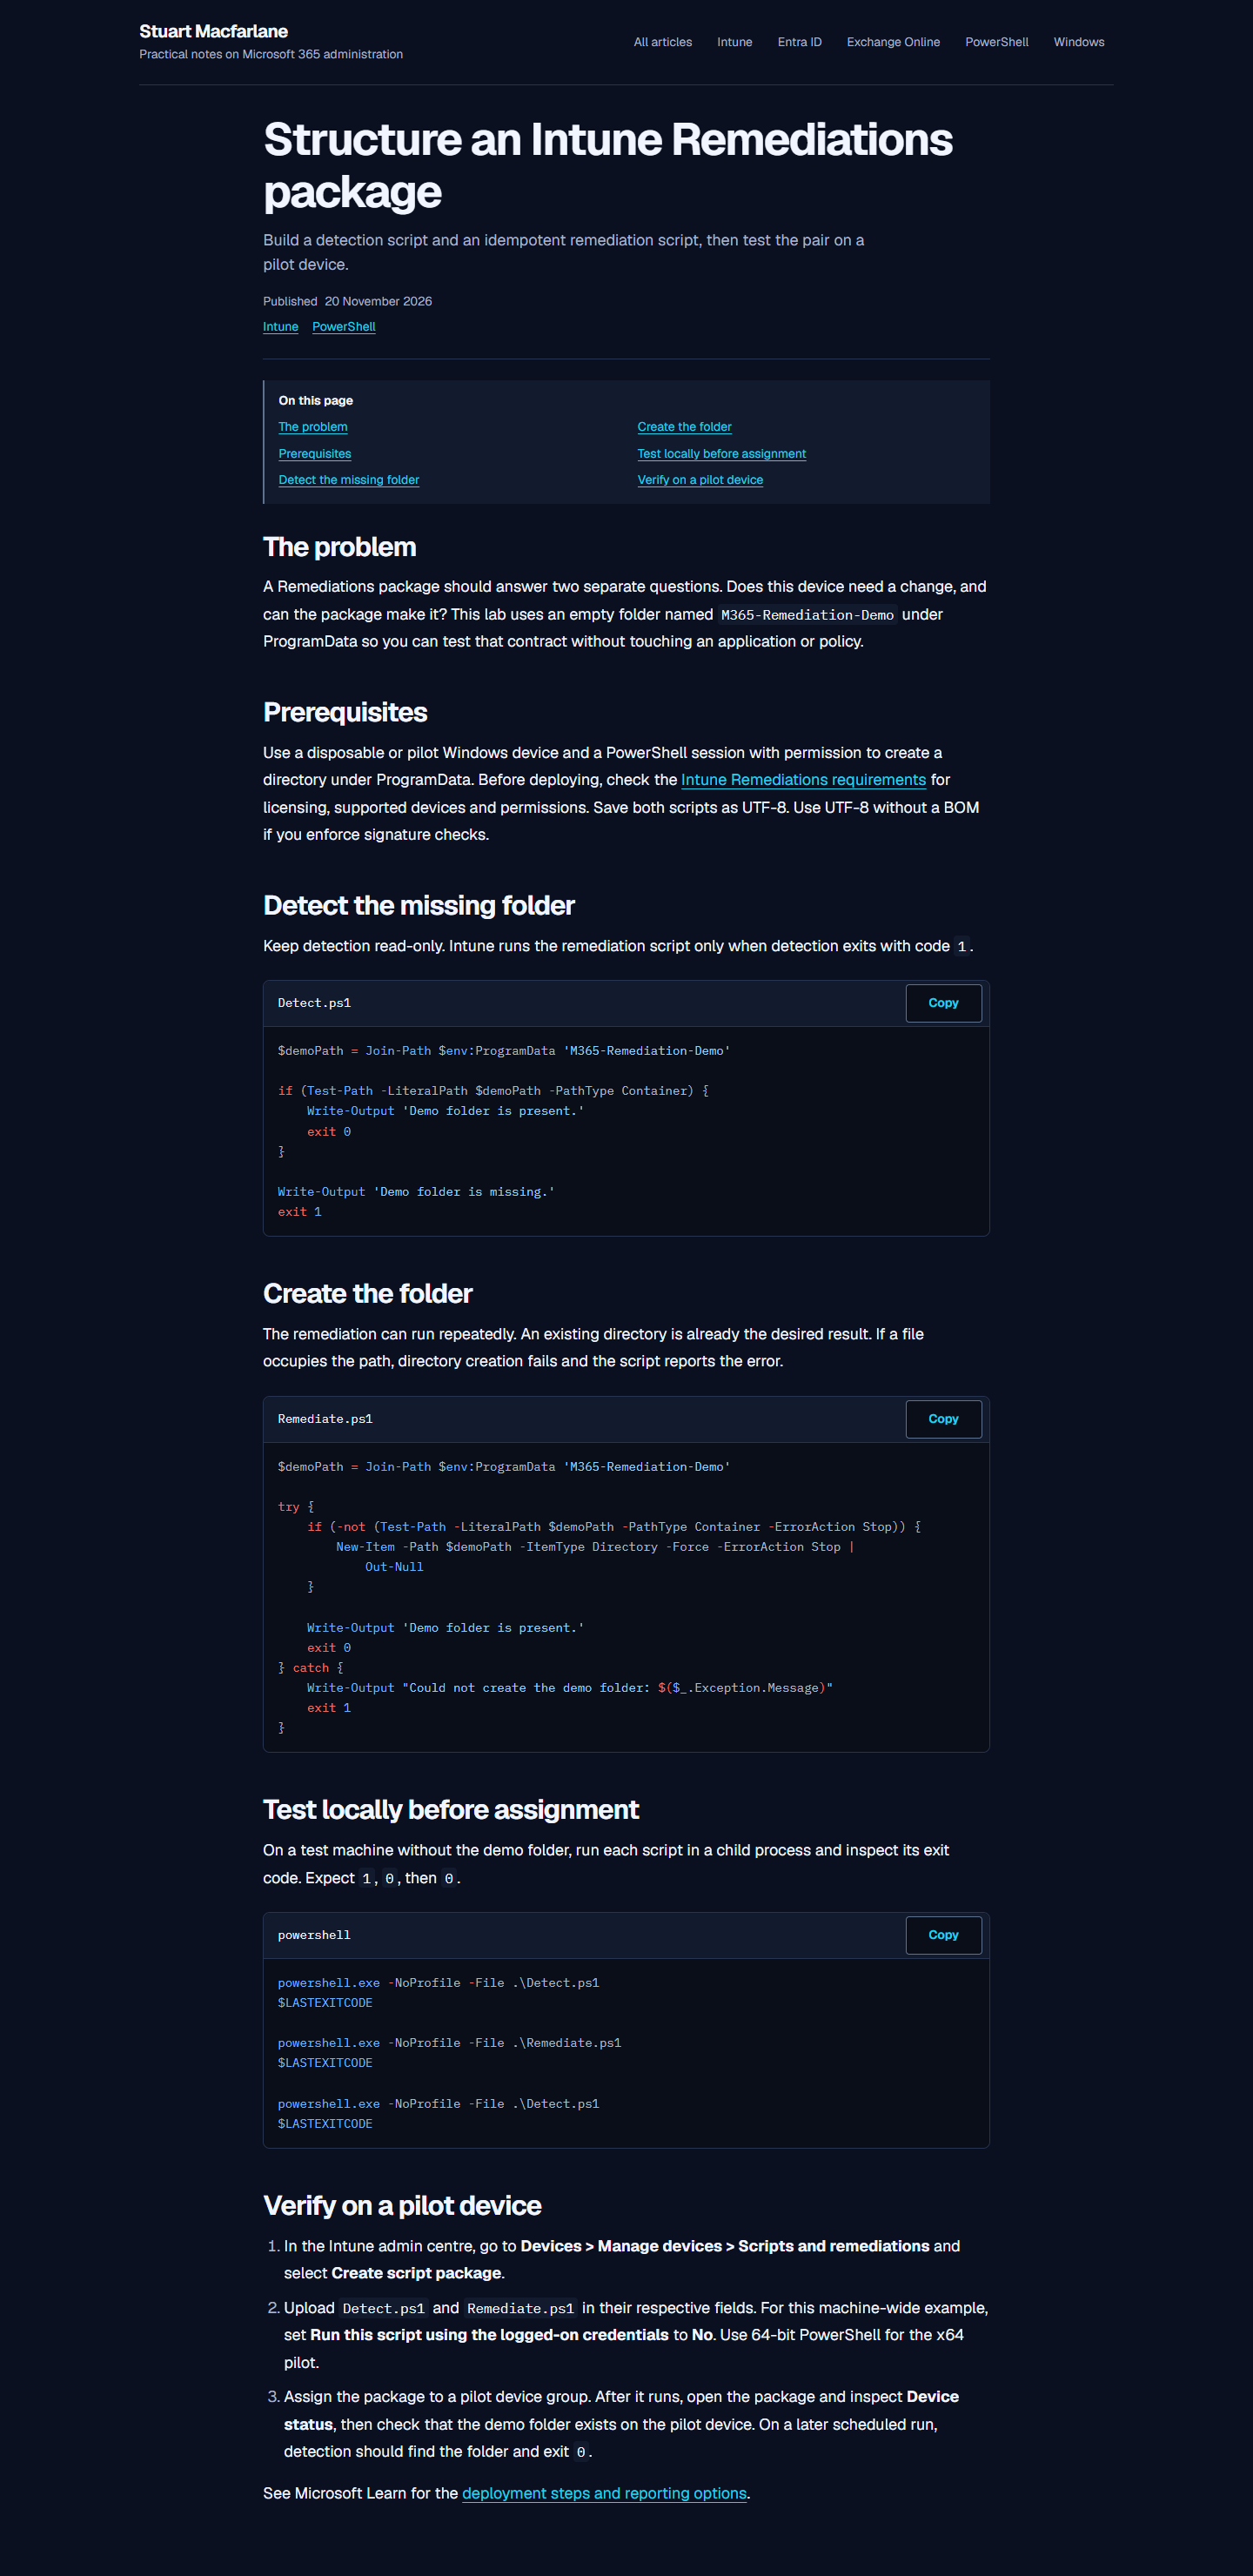 Stuart Macfarlane
Practical notes on Microsoft 365 administration
All articles Intune Entra ID Exchange Online PowerShell Windows
Structure an Intune Remediations
package
Build a detection script and an idempotent remediation script, then test the pair on a
pilot device.
Published 20 November 2026
Intune PowerShell
On this page
The problem
Prerequisites
Detect the missing folder
Create the folder
Test locally before assignment
Verify on a pilot device
The problem
A Remediations package should answer two separate questions. Does this device need a change, and
can the package make it? This lab uses an empty folder named M365-Remediation-Demo under
ProgramData so you can test that contract without touching an application or policy.
Prerequisites
Use a disposable or pilot Windows device and a PowerShell session with permission to create a
directory under ProgramData. Before deploying, check the Intune Remediations requirements for
licensing, supported devices and permissions. Save both scripts as UTF-8. Use UTF-8 without a BOM
if you enforce signature checks.
Detect the missing folder
Keep detection read-only. Intune runs the remediation script only when detection exits with code 1.
Detect.ps1
Copy
$demoPath = Join-Path $env:ProgramData 'M365-Remediation-Demo'
if (Test-Path -LiteralPath $demoPath -PathType Container) {
    Write-Output 'Demo folder is present.'
    exit 0
}
Write-Output 'Demo folder is missing.'
exit 1
Create the folder
The remediation can run repeatedly. An existing directory is already the desired result. If a file
occupies the path, directory creation fails and the script reports the error.
Remediate.ps1
Copy
$demoPath = Join-Path $env:ProgramData 'M365-Remediation-Demo'
try {
    if (-not (Test-Path -LiteralPath $demoPath -PathType Container -ErrorAction Stop)) {
        New-Item -Path $demoPath -ItemType Directory -Force -ErrorAction Stop |
            Out-Null
    }
    Write-Output 'Demo folder is present.'
    exit 0
} catch {
    Write-Output "Could not create the demo folder: $($_.Exception.Message)"
    exit 1
}
Test locally before assignment
On a test machine without the demo folder, run each script in a child process and inspect its exit
code. Expect 1, 0, then 0.
powershell
Copy
powershell.exe -NoProfile -File .\Detect.ps1
$LASTEXITCODE
powershell.exe -NoProfile -File .\Remediate.ps1
$LASTEXITCODE
powershell.exe -NoProfile -File .\Detect.ps1
$LASTEXITCODE
Verify on a pilot device
1. In the Intune admin centre, go to Devices > Manage devices > Scripts and remediations and
select Create script package.
2. Upload Detect.ps1 and Remediate.ps1 in their respective fields. For this machine-wide example,
set Run this script using the logged-on credentials to No. Use 64-bit PowerShell for the x64
pilot.
3. Assign the package to a pilot device group. After it runs, open the package and inspect Device
status, then check that the demo folder exists on the pilot device. On a later scheduled run,
detection should find the folder and exit 0.
See Microsoft Learn for the deployment steps and reporting options.